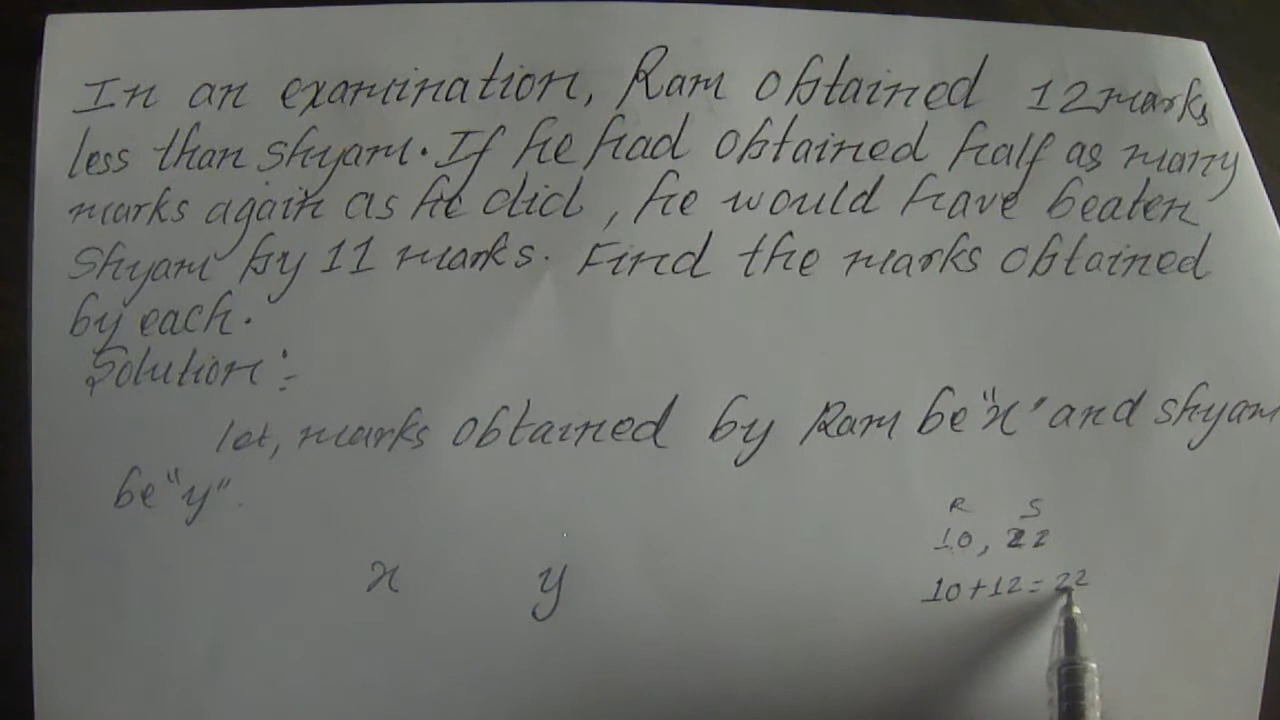 In an examination, Ram obtained 12 marks
less than shyam. If he had obtained half as many
marks again as he did, he would have beaten
Shyam by 11 marks. Find the marks obtained
by each.
Solution:-
let, marks obtained by Ram be "x" and shyam
be "y".
R S
10, 22
x y
10+12=22